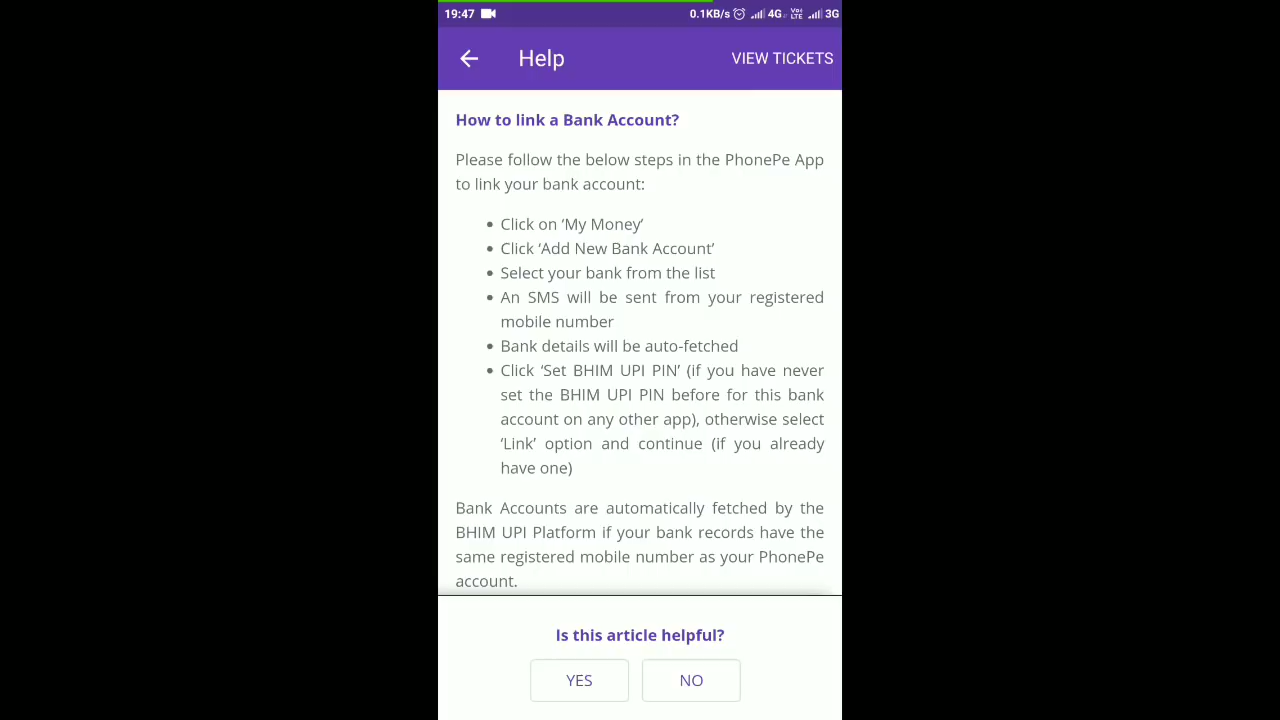 19:47 0.1KB/s 4G VoLTE 3G
Help VIEW TICKETS
How to link a Bank Account?
Please follow the below steps in the PhonePe App
to link your bank account:
• Click on ‘My Money’
• Click ‘Add New Bank Account’
• Select your bank from the list
• An SMS will be sent from your registered
mobile number
• Bank details will be auto-fetched
• Click ‘Set BHIM UPI PIN’ (if you have never
set the BHIM UPI PIN before for this bank
account on any other app), otherwise select
‘Link’ option and continue (if you already
have one)
Bank Accounts are automatically fetched by the
BHIM UPI Platform if your bank records have the
same registered mobile number as your PhonePe
account.
Is this article helpful?
YES NO